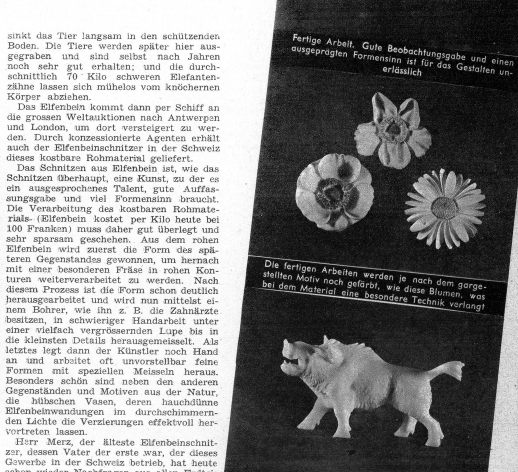 sinkt das Tier langsam in den schützenden
Boden. Die Tiere werden später hier aus-
gegraben und sind selbst nach Jahren
noch sehr gut erhalten; und die durch-
schnittlich 70 Kilo schweren Elefanten-
zähne lassen sich mühelos vom knöchernen
Körper abziehen.
Das Elfenbein kommt dann per Schiff an
die grossen Weltauktionen nach Antwerpen
und London, um dort versteigert zu wer-
den. Durch konzessionierte Agenten erhält
auch der Elfenbeinschnitzer in der Schweiz
dieses kostbare Rohmaterial geliefert.
Das Schnitzen aus Elfenbein ist, wie das
Schnitzen überhaupt, eine Kunst, zu der es
ein ausgesprochenes Talent, gute Auffas-
sungsgabe und viel Formensinn braucht.
Die Verarbeitung des kostbaren Rohmate-
rials (Elfenbein kostet per Kilo heute bei
100 Franken) muss daher gut überlegt und
sehr sparsam geschehen. Aus dem rohen
Elfenbein wird zuerst die Form des spä-
teren Gegenstandes gewonnen, um hernach
mit einer besonderen Fräse in rohen Kon-
turen weiterverarbeitet zu werden. Nach
diesem Prozess ist die Form schon deutlich
herausgearbeitet und wird nun mittelst ei-
nem Bohrer, wie ihn z. B. die Zahnärzte
besitzen, in schwieriger Handarbeit unter
einer vielfach vergrössernden Lupe bis in
die kleinsten Details herausgemeisselt. Als
letztes legt dann der Künstler noch Hand
an und arbeitet oft unvorstellbar feine
Formen mit speziellen Meisseln heraus.
Besonders schön sind neben den anderen
Gegenständen und Motiven aus der Natur,
die hübschen Vasen, deren hauchdünne
Elfenbeinwandungen im durchschimmern-
den Lichte die Verzierungen effektvoll her-
vortreten lassen.
Herr Merz, der älteste Elfenbeinschnit-
zer, dessen Vater der erste war, der dieses
Gewerbe in der Schweiz betrieb, hat heute
Fertige Arbeit. Gute Beobachtungsgabe und einen
ausgeprägten Formensinn ist für das Gestalten un-
erlässlich
Die fertigen Arbeiten werden je nach dem darge-
stellten Motiv noch gefärbt, wie diese Blumen, was
bei dem Material eine besondere Technik verlangt